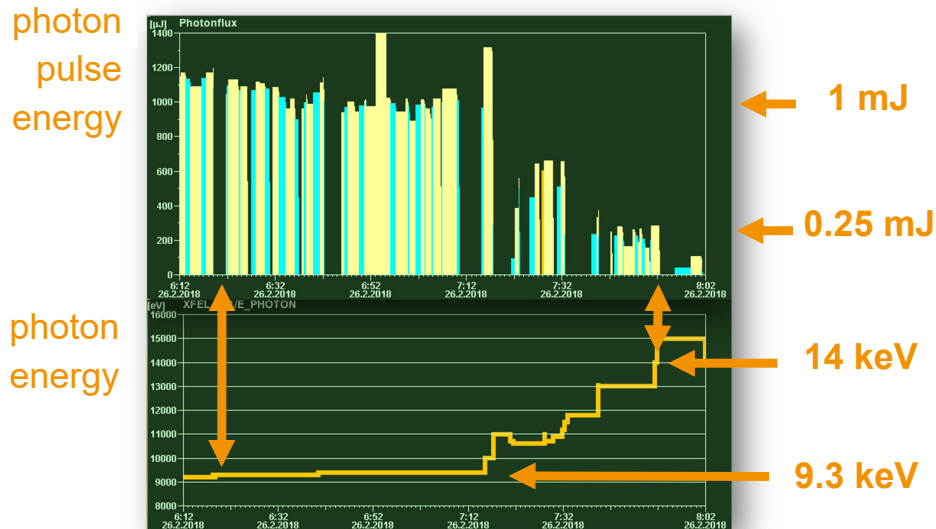 photon
pulse
energy
[µJ] Photonflux
1400
1200
1000
800
600
400
200
0
6:12 6:32 6:52 7:12 7:32 8:02
26.2.2018 26.2.2018 26.2.2018 26.2.2018 26.2.2018 26.2.2018
1 mJ
0.25 mJ
photon
energy
[eV]
/E_PHOTON
16000
15000
14000
13000
12000
11000
10000
9000
8000
6:12 6:32 6:52 7:12 7:32 8:02
26.2.2018 26.2.2018 26.2.2018 26.2.2018 26.2.2018 26.2.2018
14 keV
9.3 keV